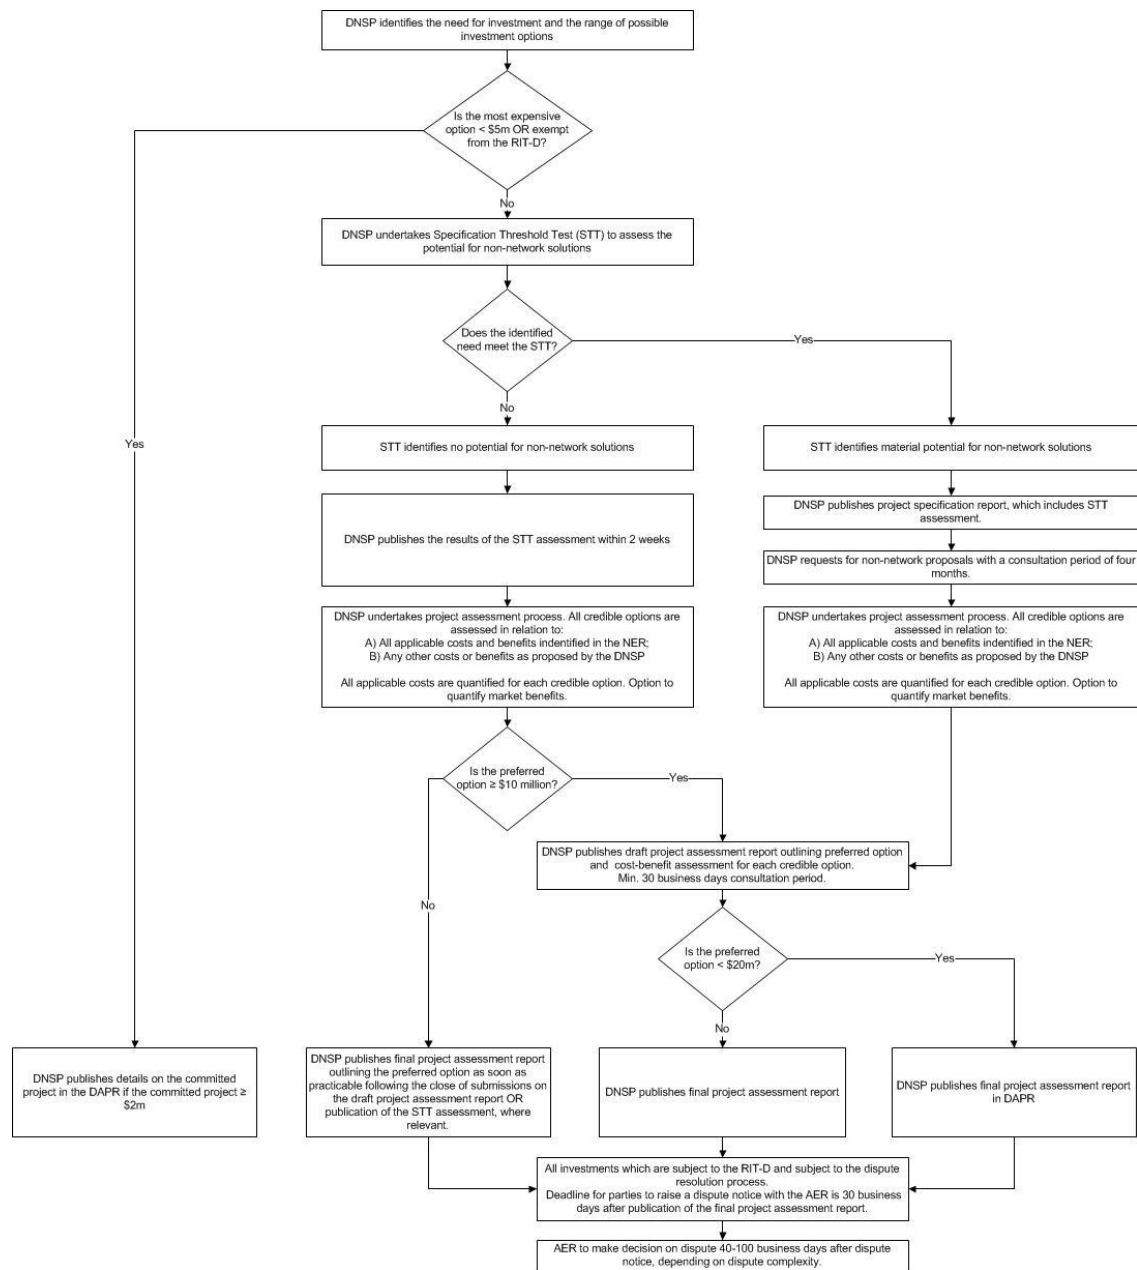 DNSP identifies the need for investment and the range of possible
investment options
Is the most expensive
option < $5m OR exempt
from the RIT-D?
No
DNSP undertakes Specification Threshold Test (STT) to assess the
potential for non-network solutions
Does the identified
need meet the STT?
Yes
No
Yes
STT identifies no potential for non-network solutions
STT identifies material potential for non-network solutions
DNSP publishes the results of the STT assessment within 2 weeks
DNSP publishes project specification report, which includes STT
assessment.
DNSP requests for non-network proposals with a consultation period of four
months.
DNSP undertakes project assessment process. All credible options are
assessed in relation to:
A) All applicable costs and benefits indentified in the NER;
B) Any other costs or benefits as proposed by the DNSP
All applicable costs are quantified for each credible option. Option to
quantify market benefits.
DNSP undertakes project assessment process. All credible options are
assessed in relation to:
A) All applicable costs and benefits indentified in the NER;
B) Any other costs or benefits as proposed by the DNSP
All applicable costs are quantified for each credible option. Option to
quantify market benefits.
Is the preferred
option ≥ $10 million?
Yes
No
DNSP publishes draft project assessment report outlining preferred option
and cost-benefit assessment for each credible option.
Min. 30 business days consultation period.
Is the preferred
option < $20m?
Yes
No
DNSP publishes details on the committed
project in the DAPR if the committed project ≥
$2m
DNSP publishes final project assessment report
outlining the preferred option as soon as
practicable following the close of submissions on
the draft project assessment report OR
publication of the STT assessment, where
relevant.
DNSP publishes final project assessment report
DNSP publishes final project assessment report
in DAPR
All investments which are subject to the RIT-D and subject to the dispute
resolution process.
Deadline for parties to raise a dispute notice with the AER is 30 business
days after publication of the final project assessment report.
AER to make decision on dispute 40-100 business days after dispute
notice, depending on dispute complexity.